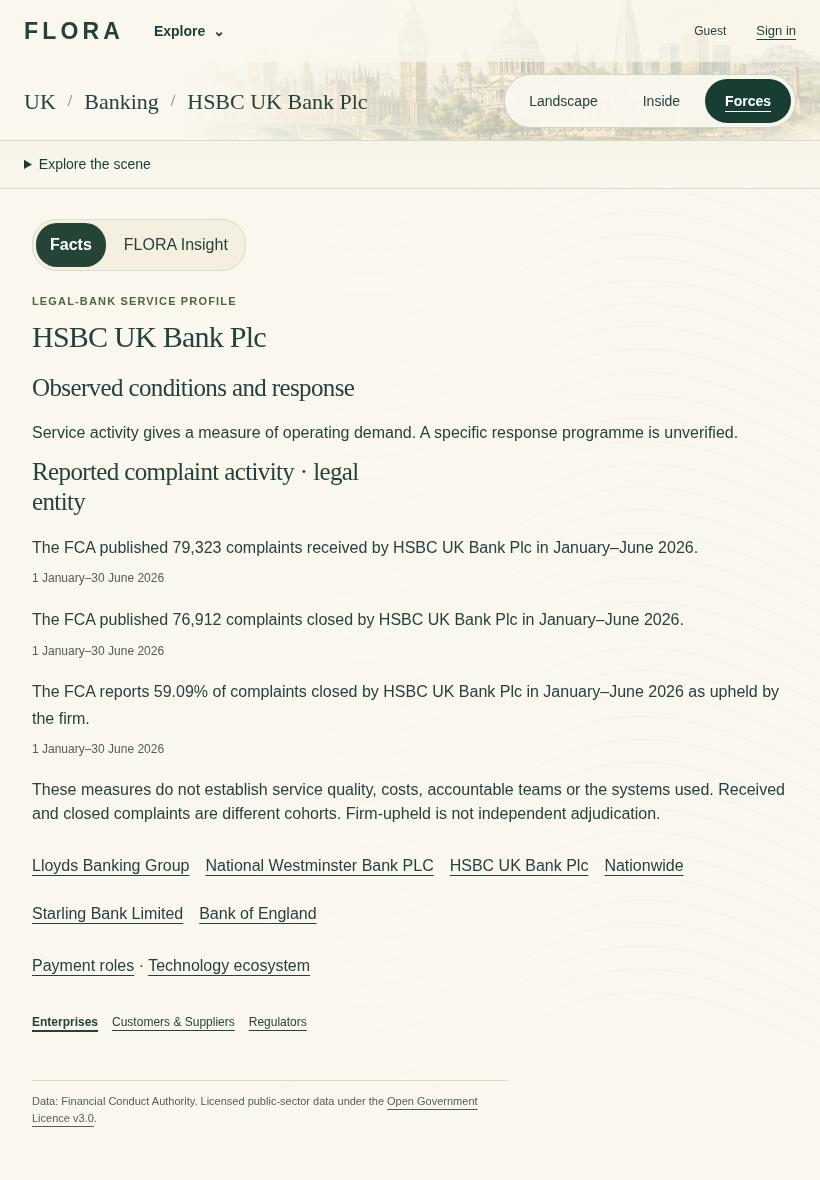 FLORA
Explore
Guest
Sign in
UK / Banking / HSBC UK Bank Plc
Landscape
Inside
Forces
Explore the scene
Facts
FLORA Insight
LEGAL-BANK SERVICE PROFILE
HSBC UK Bank Plc
Observed conditions and response
Service activity gives a measure of operating demand. A specific response programme is unverified.
Reported complaint activity · legal
entity
The FCA published 79,323 complaints received by HSBC UK Bank Plc in January–June 2026.
1 January–30 June 2026
The FCA published 76,912 complaints closed by HSBC UK Bank Plc in January–June 2026.
1 January–30 June 2026
The FCA reports 59.09% of complaints closed by HSBC UK Bank Plc in January–June 2026 as upheld by
the firm.
1 January–30 June 2026
These measures do not establish service quality, costs, accountable teams or the systems used. Received
and closed complaints are different cohorts. Firm-upheld is not independent adjudication.
Lloyds Banking Group National Westminster Bank PLC HSBC UK Bank Plc Nationwide
Starling Bank Limited Bank of England
Payment roles · Technology ecosystem
Enterprises Customers & Suppliers Regulators
Data: Financial Conduct Authority. Licensed public-sector data under the Open Government
Licence v3.0.